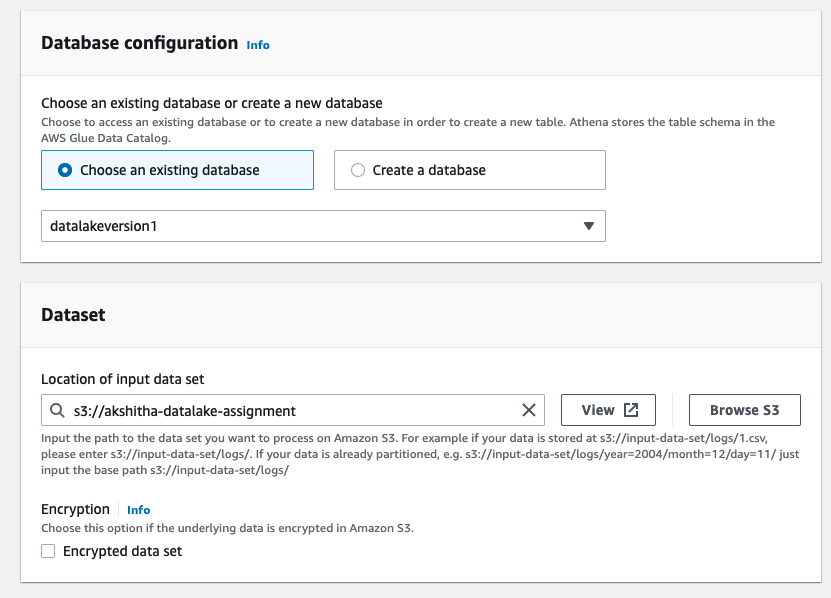 Database configuration Info
Choose an existing database or create a new database
Choose to access an existing database or to create a new database in order to create a new table. Athena stores the table schema in the
AWS Glue Data Catalog.
Choose an existing database Create a database
datalakeversion1
Dataset
Location of input data set
s3://akshitha-datalake-assignment View Browse S3
Input the path to the data set you want to process on Amazon S3. For example if your data is stored at s3://input-data-set/logs/1.csv,
please enter s3://input-data-set/logs/. If your data is already partitioned, e.g. s3://input-data-set/logs/year=2004/month=12/day=11/ just
input the base path s3://input-data-set/logs/
Encryption Info
Choose this option if the underlying data is encrypted in Amazon S3.
Encrypted data set